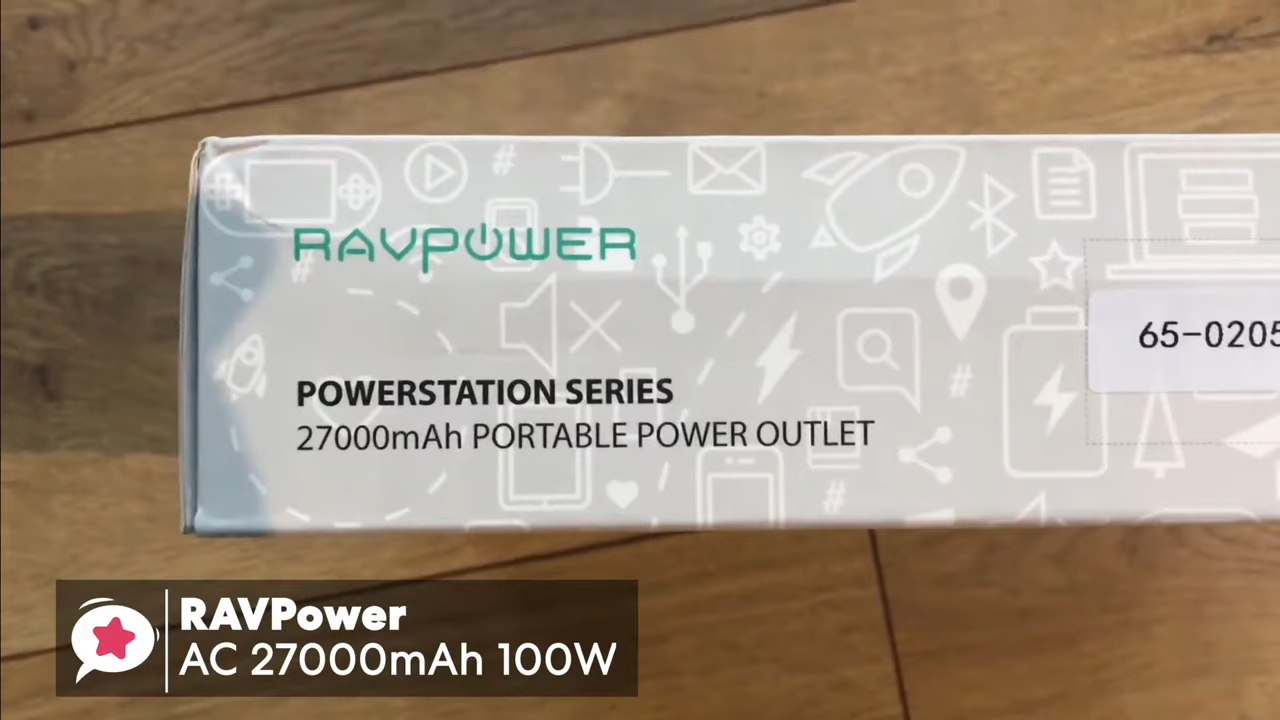 RAVPOWER
POWERSTATION SERIES
27000mAh PORTABLE POWER OUTLET
65-0205
RAVPower
AC 27000mAh 100W